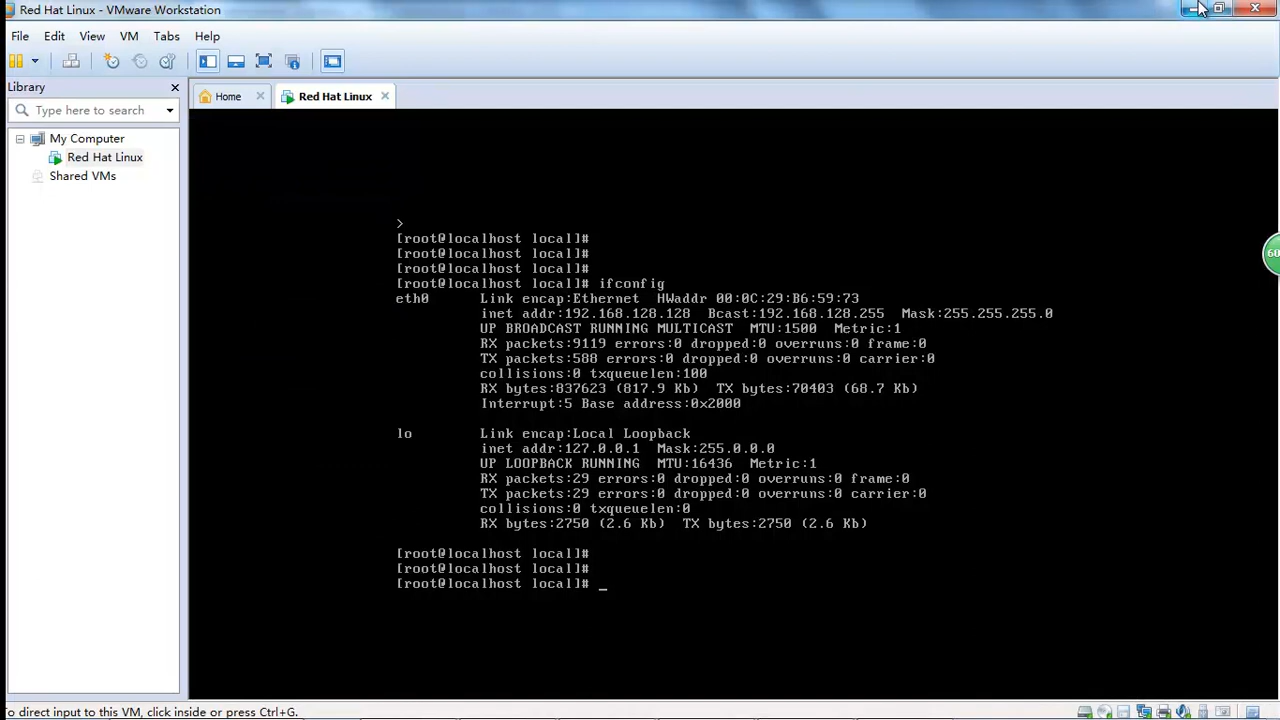 Red Hat Linux - VMware Workstation
File Edit View VM Tabs Help
Library
Type here to search
My Computer
Red Hat Linux
Shared VMs
Home
Red Hat Linux
>
[root@localhost local]#
[root@localhost local]#
[root@localhost local]#
[root@localhost local]# ifconfig
eth0 Link encap:Ethernet HWaddr 00:0C:29:B6:59:73
inet addr:192.168.128.128 Bcast:192.168.128.255 Mask:255.255.255.0
UP BROADCAST RUNNING MULTICAST MTU:1500 Metric:1
RX packets:9119 errors:0 dropped:0 overruns:0 frame:0
TX packets:588 errors:0 dropped:0 overruns:0 carrier:0
collisions:0 txqueuelen:100
RX bytes:837623 (817.9 Kb) TX bytes:70403 (68.7 Kb)
Interrupt:5 Base address:0x2000
lo Link encap:Local Loopback
inet addr:127.0.0.1 Mask:255.0.0.0
UP LOOPBACK RUNNING MTU:16436 Metric:1
RX packets:29 errors:0 dropped:0 overruns:0 frame:0
TX packets:29 errors:0 dropped:0 overruns:0 carrier:0
collisions:0 txqueuelen:0
RX bytes:2750 (2.6 Kb) TX bytes:2750 (2.6 Kb)
[root@localhost local]#
[root@localhost local]#
[root@localhost local]# _
60
To direct input to this VM, click inside or press Ctrl+G.